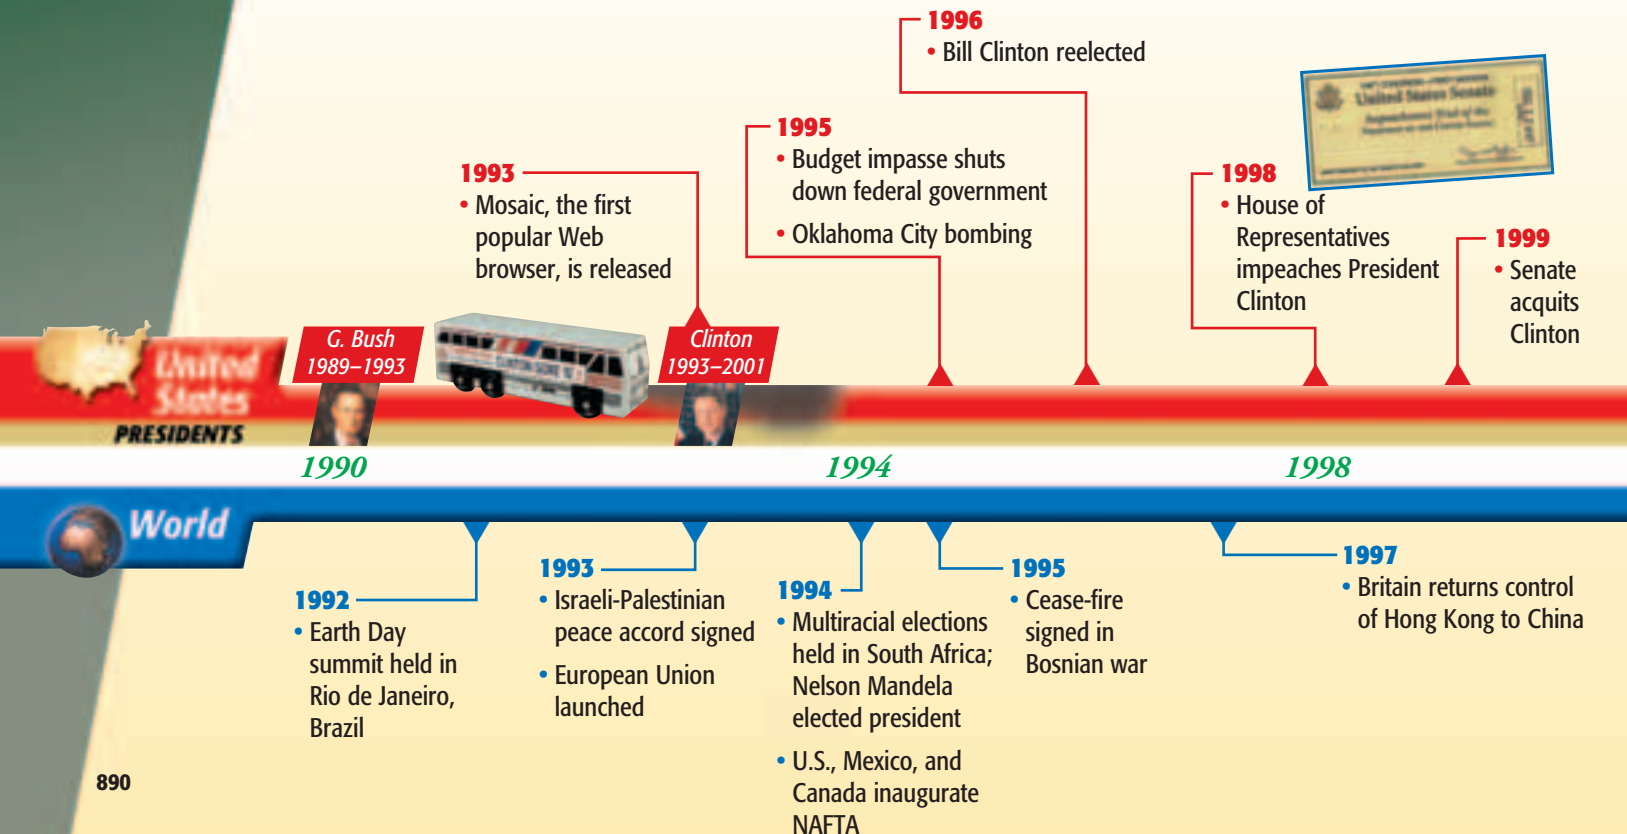 1996
• Bill Clinton reelected
1995
• Budget impasse shuts
down federal government
• Oklahoma City bombing
1993
• Mosaic, the first
popular Web
browser, is released
1998
• House of
Representatives
impeaches President
Clinton
1999
• Senate
acquits
Clinton
United States Senate
United
States
PRESIDENTS
G. Bush
1989–1993
Clinton
1993–2001
1990
1994
1998
World
1992
• Earth Day
summit held in
Rio de Janeiro,
Brazil
1993
• Israeli-Palestinian
peace accord signed
• European Union
launched
1994
• Multiracial elections
held in South Africa;
Nelson Mandela
elected president
• U.S., Mexico, and
Canada inaugurate
NAFTA
1995
• Cease-fire
signed in
Bosnian war
1997
• Britain returns control
of Hong Kong to China
890